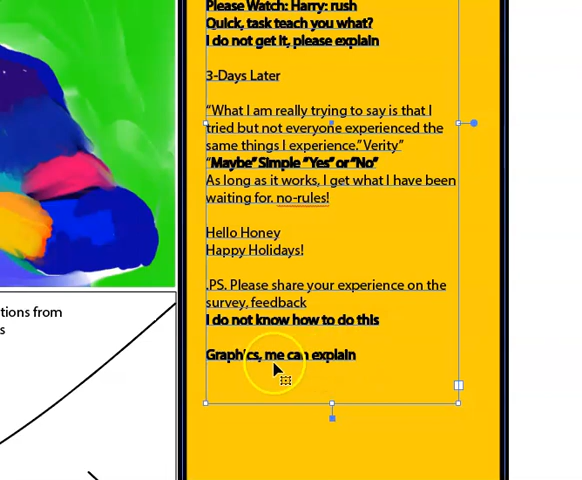 Please Watch: Harry: rush
Quick, task teach you what?
I do not get it, please explain
3-Days Later
"What I am really trying to say is that I
tried but not everyone experienced the
same things I experience." Verity"
"Maybe" Simple "Yes" or "No"
As long as it works, I get what I have been
waiting for. no-rules!
Hello Honey
Happy Holidays!
.PS. Please share your experience on the
survey, feedback
I do not know how to do this
Graphics, me can explain
tions from
s